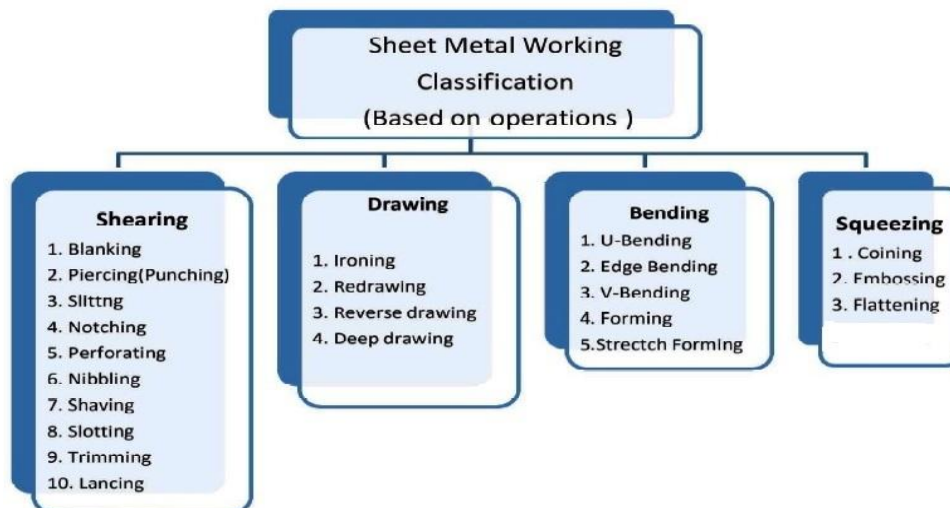 Sheet Metal Working
Classification
(Based on operations )
Shearing
1. Blanking
2. Piercing(Punching)
3. Slittng
4. Notching
5. Perforating
6. Nibbling
7. Shaving
8. Slotting
9. Trimming
10. Lancing
Drawing
1. Ironing
2. Redrawing
3. Reverse drawing
4. Deep drawing
Bending
1. U-Bending
2. Edge Bending
3. V-Bending
4. Forming
5.Strectch Forming
Squeezing
1 . Coining
2. Embossing
3. Flattening